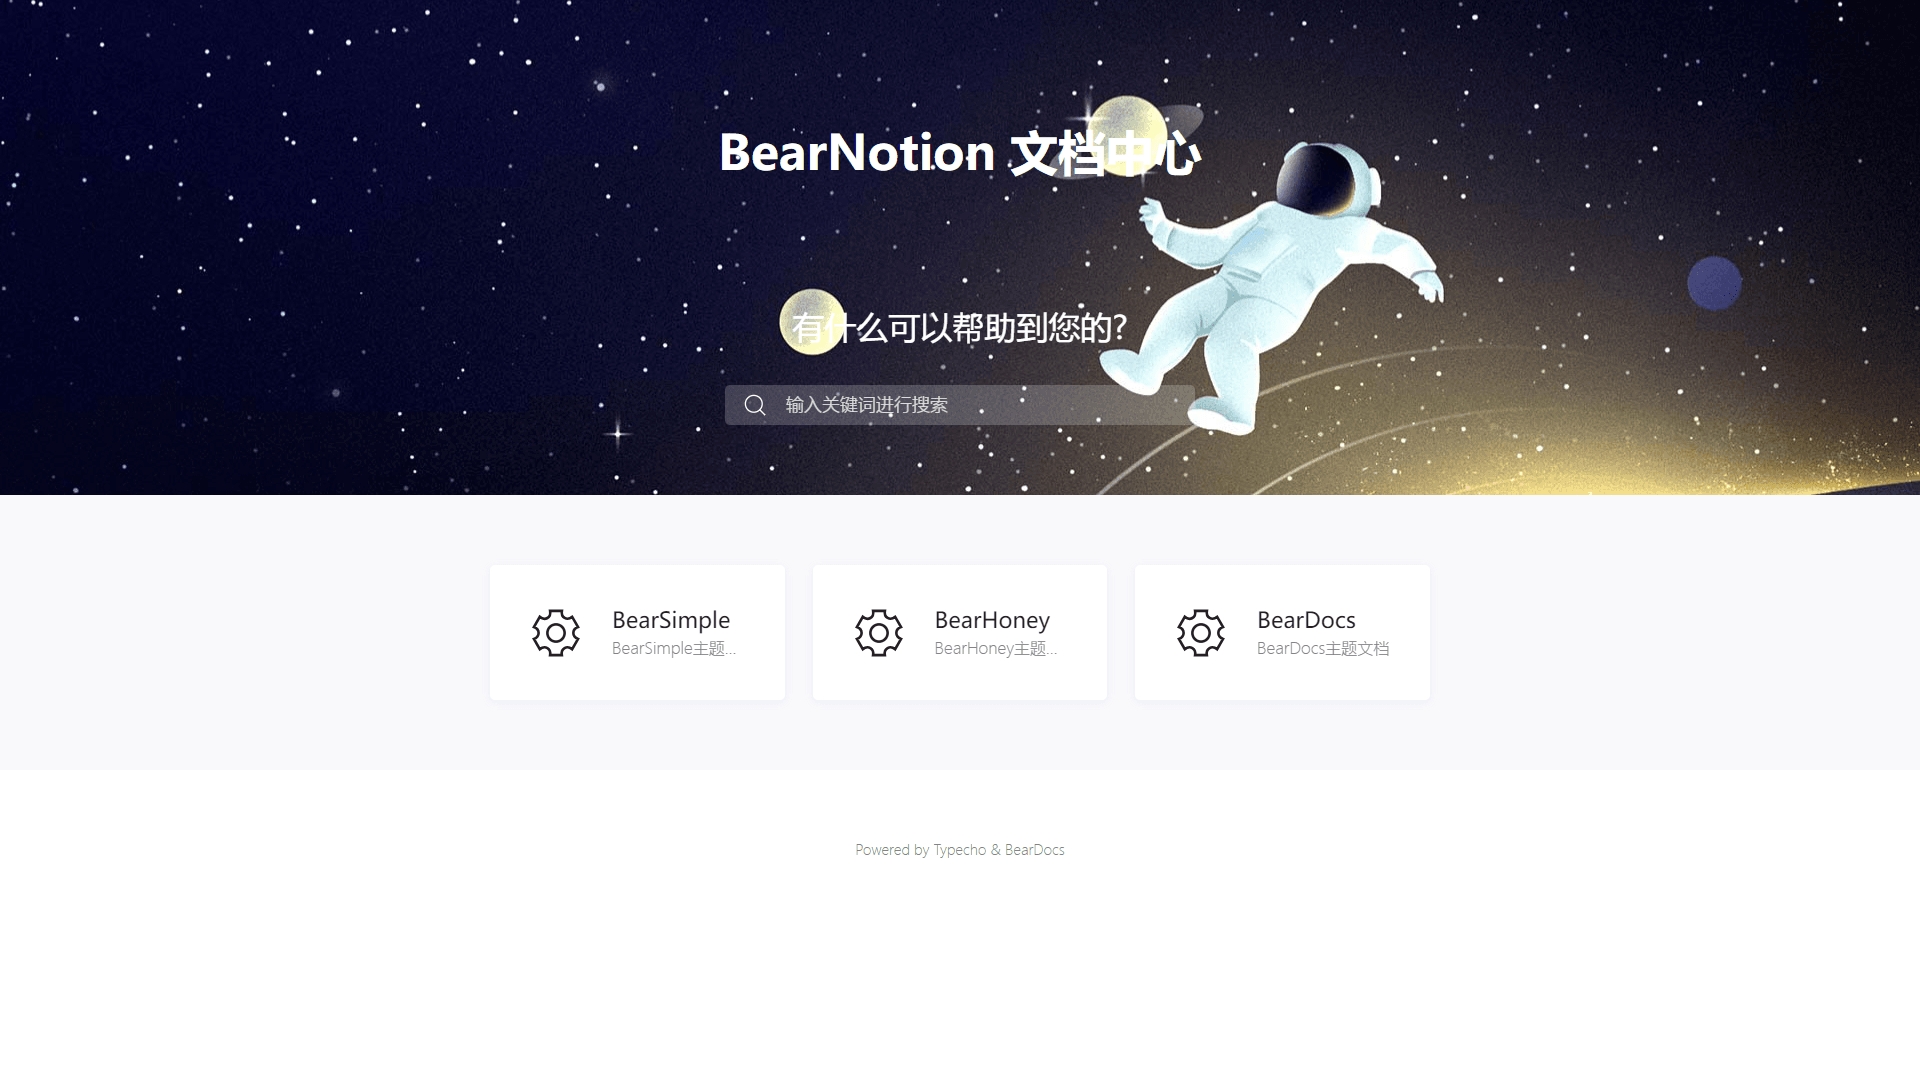 BearNotion 文档中心
有什么可以帮助到您的?
输入关键词进行搜索
BearSimple
BearSimple主题...
BearHoney
BearHoney主题...
BearDocs
BearDocs主题文档
Powered by Typecho & BearDocs